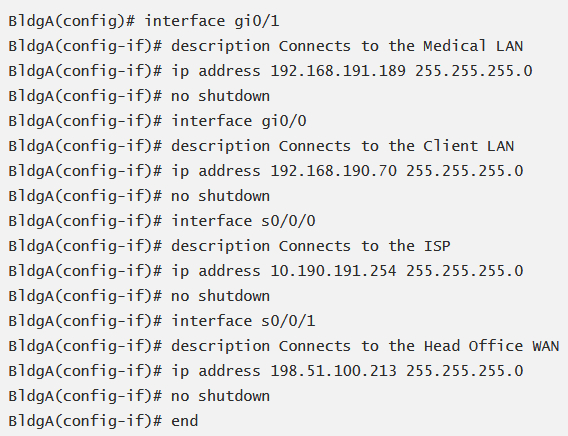 BldgA(config)# interface gi0/1
BldgA(config-if)# description Connects to the Medical LAN
BldgA(config-if)# ip address 192.168.191.189 255.255.255.0
BldgA(config-if)# no shutdown
BldgA(config-if)# interface gi0/0
BldgA(config-if)# description Connects to the Client LAN
BldgA(config-if)# ip address 192.168.190.70 255.255.255.0
BldgA(config-if)# no shutdown
BldgA(config-if)# interface s0/0/0
BldgA(config-if)# description Connects to the ISP
BldgA(config-if)# ip address 10.190.191.254 255.255.255.0
BldgA(config-if)# no shutdown
BldgA(config-if)# interface s0/0/1
BldgA(config-if)# description Connects to the Head Office WAN
BldgA(config-if)# ip address 198.51.100.213 255.255.255.0
BldgA(config-if)# no shutdown
BldgA(config-if)# end